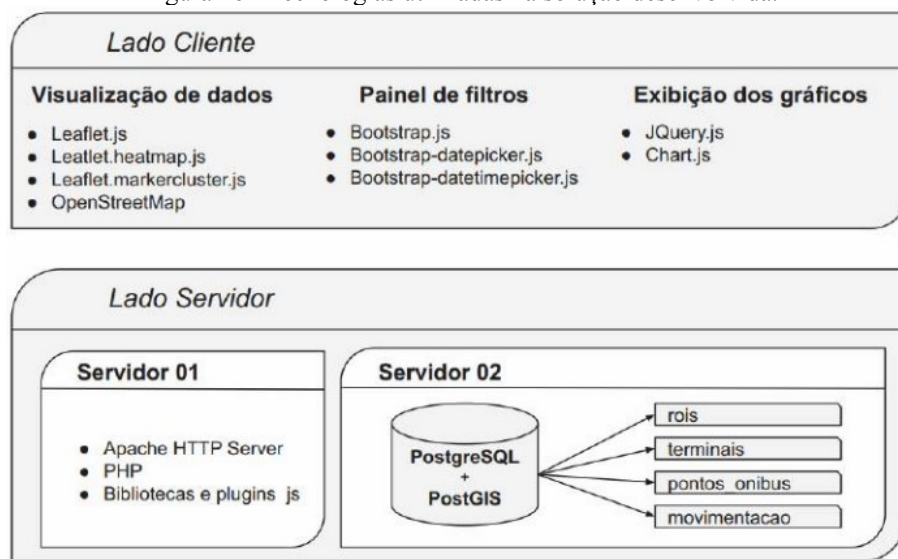 Lado Cliente
Visualização de dados
• Leaflet.js
• Leatlet.heatmap.js
• Leaflet.markercluster.js
• OpenStreetMap
Painel de filtros
• Bootstrap.js
• Bootstrap-datepicker.js
• Bootstrap-datetimepicker.js
Exibição dos gráficos
• JQuery.js
• Chart.js
Lado Servidor
Servidor 01
• Apache HTTP Server
• PHP
• Bibliotecas e plugins js
Servidor 02
PostgreSQL
+
PostGIS
rois
terminais
pontos_onibus
movimentacao